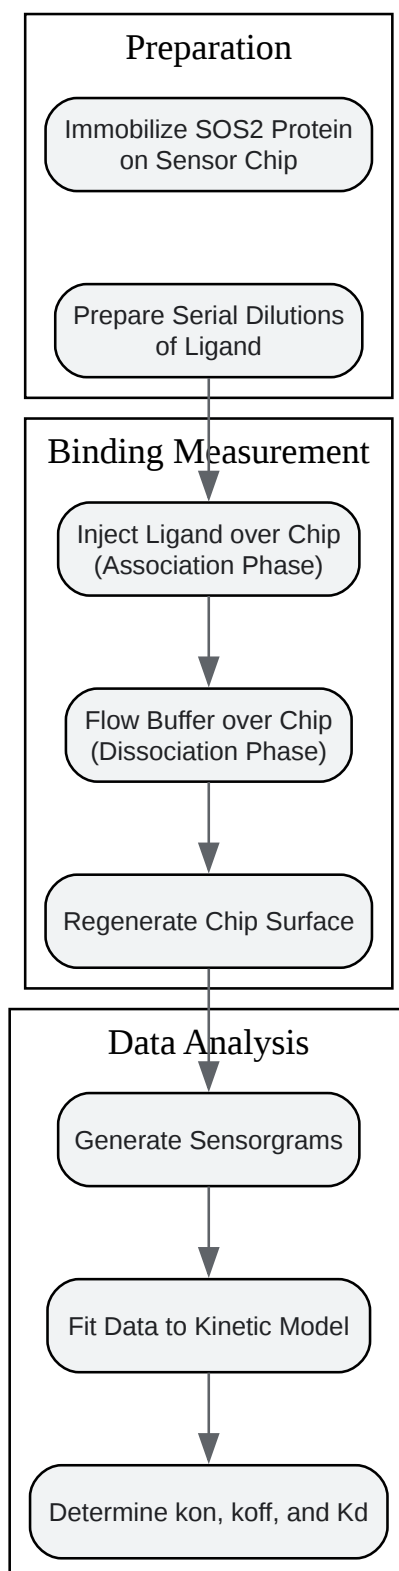 Preparation
Immobilize SOS2 Protein
on Sensor Chip
Prepare Serial Dilutions
of Ligand
Binding Measurement
Inject Ligand over Chip
(Association Phase)
Flow Buffer over Chip
(Dissociation Phase)
Regenerate Chip Surface
Data Analysis
Generate Sensorgrams
Fit Data to Kinetic Model
Determine kon, koff, and Kd